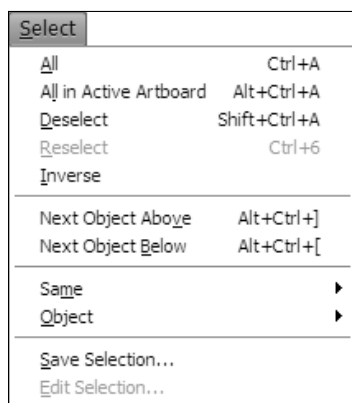 Select
All Ctrl+A
All in Active Artboard Alt+Ctrl+A
Deselect Shift+Ctrl+A
Reselect Ctrl+6
Inverse
Next Object Above Alt+Ctrl+]
Next Object Below Alt+Ctrl+[
Same
Object
Save Selection...
Edit Selection...